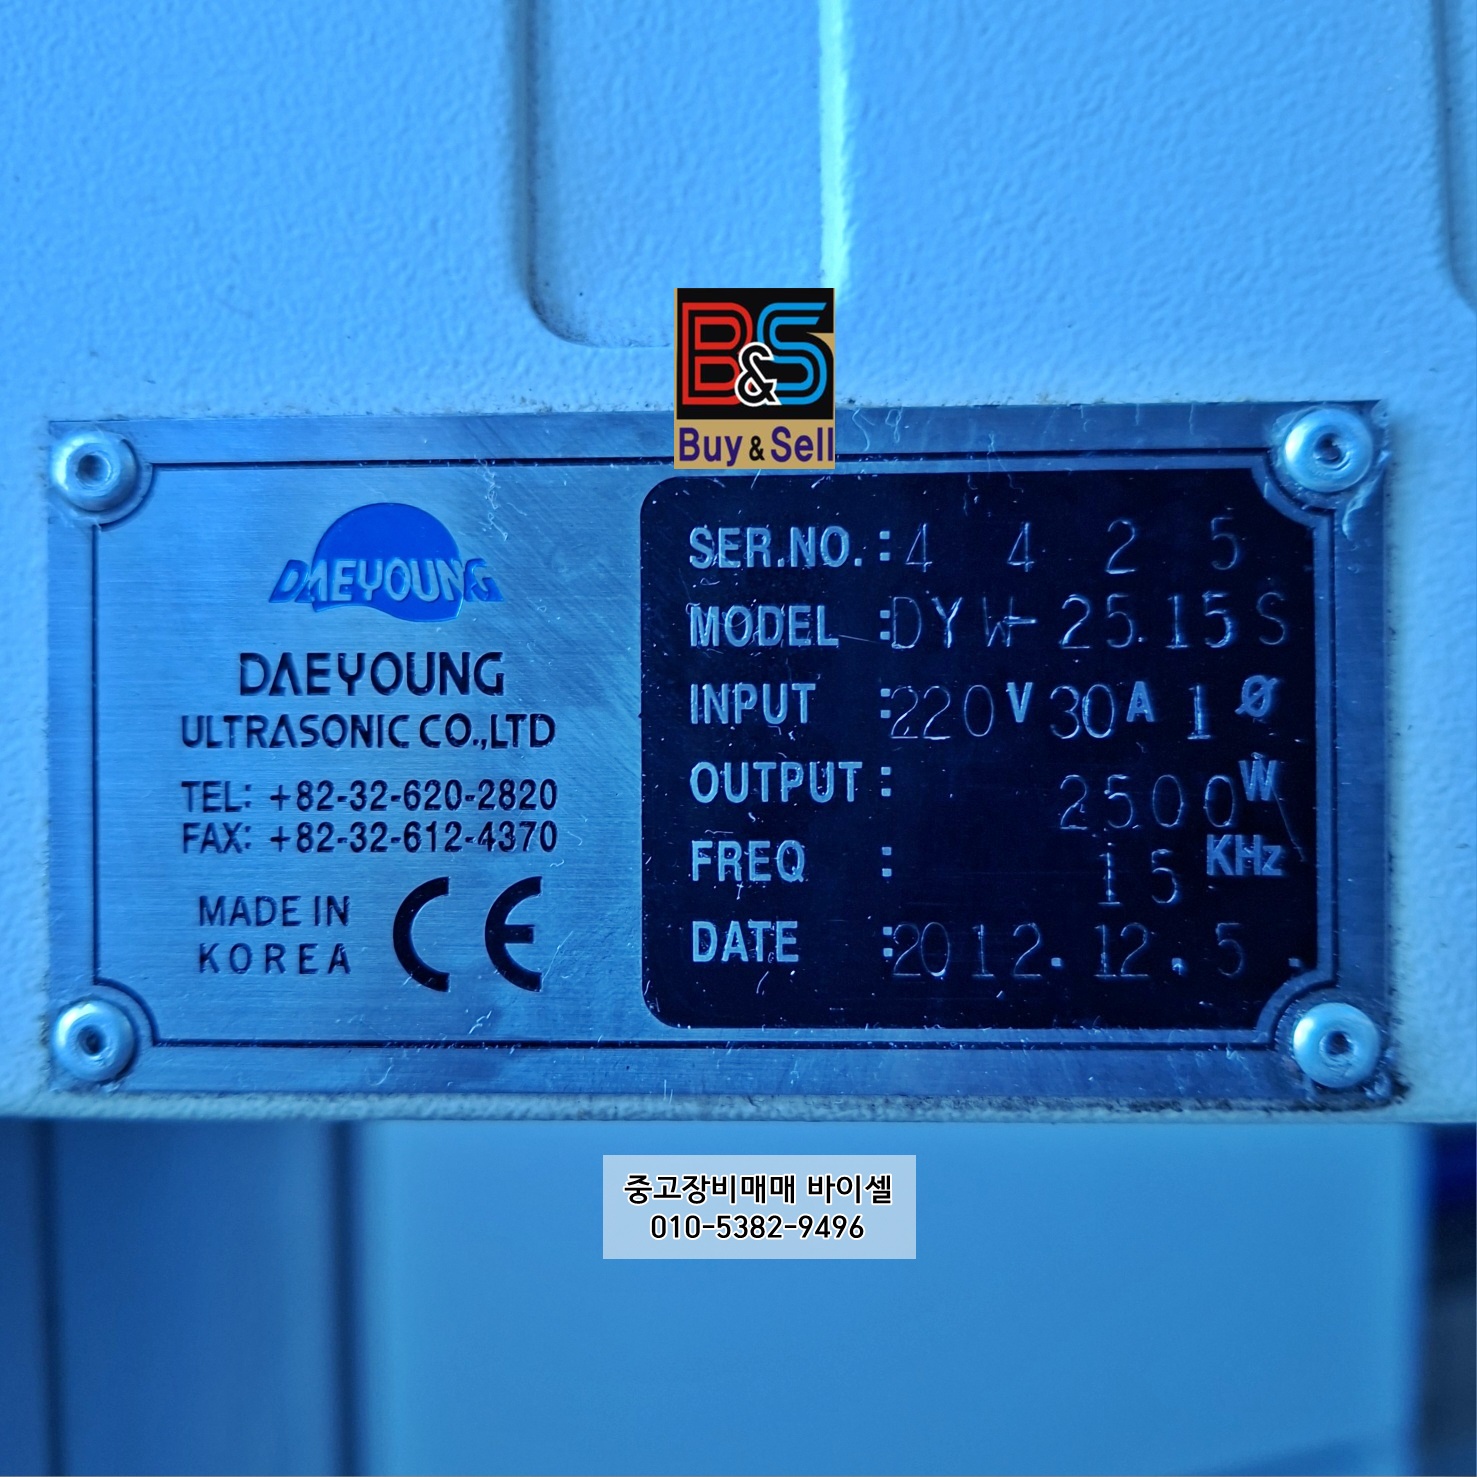 B&S
Buy & Sell
DAEYOUNG
DAEYOUNG
ULTRASONIC CO.,LTD
TEL: +82-32-620-2820
FAX: +82-32-612-4370
MADE IN
KOREA
CE
SER.NO. : 4 4 2 5
MODEL : DYW-25.15S
INPUT : 220V 30A 1Ø
OUTPUT : 2500W
FREQ : 15 KHz
DATE : 2012.12.5.
중고장비매매 바이셀
010-5382-9496